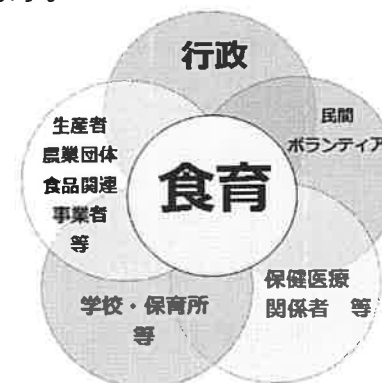 行政
民間
ボランティア
生産者
農業団体
食品関連
事業者
等
食育
保健医療
関係者 等
学校・保育所
等